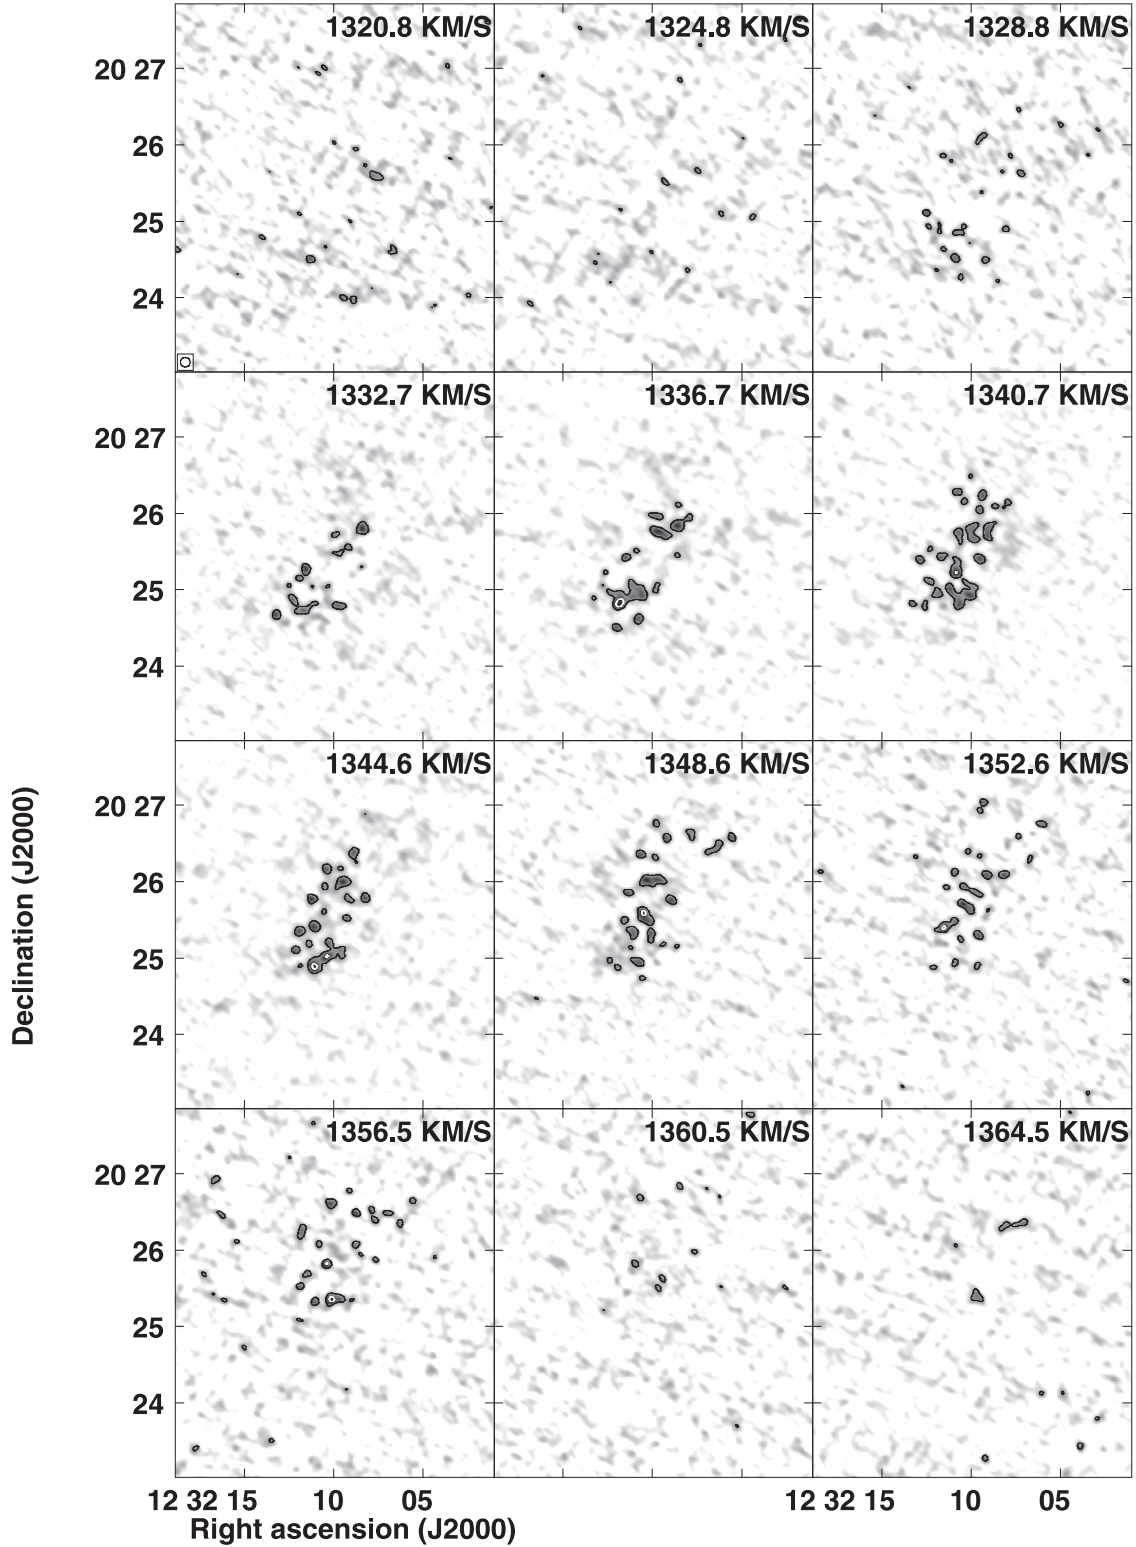 1320.8 KM/S 1324.8 KM/S 1328.8 KM/S
20 27
26
25
24
1332.7 KM/S 1336.7 KM/S 1340.7 KM/S
20 27
26
25
24
1344.6 KM/S 1348.6 KM/S 1352.6 KM/S
20 27
26
25
24
Declination (J2000)
1356.5 KM/S 1360.5 KM/S 1364.5 KM/S
20 27
26
25
24
12 32 15 10 05 12 32 15 10 05
Right ascension (J2000)